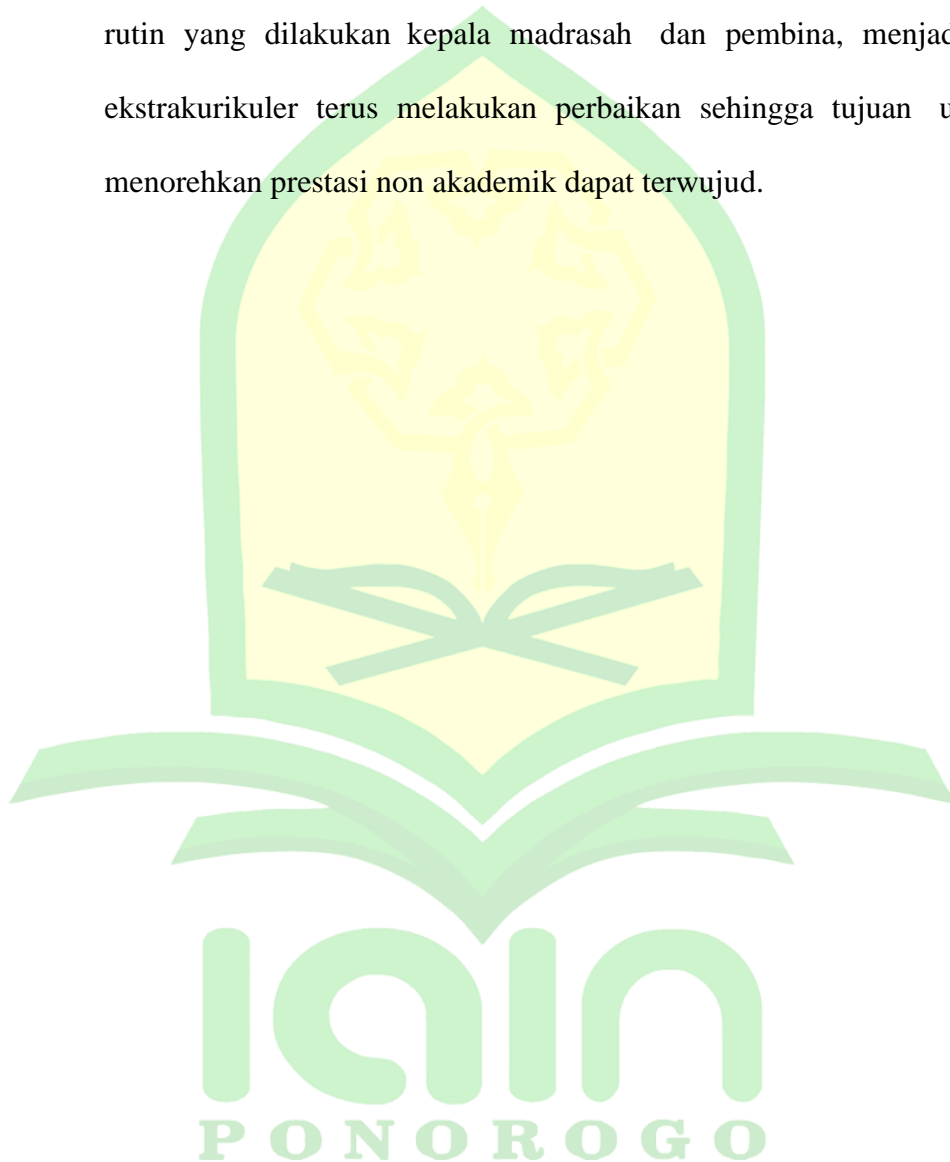 rutin yang dilakukan kepala madrasah dan pembina, menjad
ekstrakurikuler terus melakukan perbaikan sehingga tujuan u
menorehkan prestasi non akademik dapat terwujud.
iain
PONOROGO